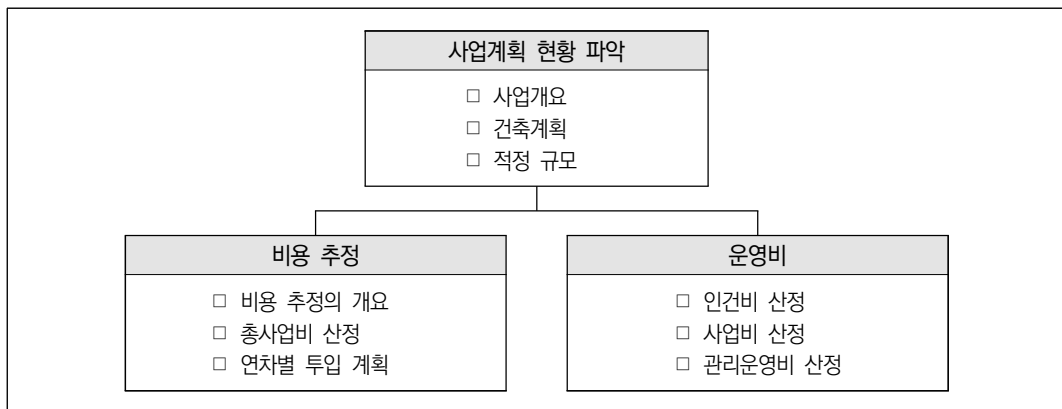 사업계획 현황 파악
□ 사업개요
□ 건축계획
□ 적정 규모
비용 추정
□ 비용 추정의 개요
□ 총사업비 산정
□ 연차별 투입 계획
운영비
□ 인건비 산정
□ 사업비 산정
□ 관리운영비 산정